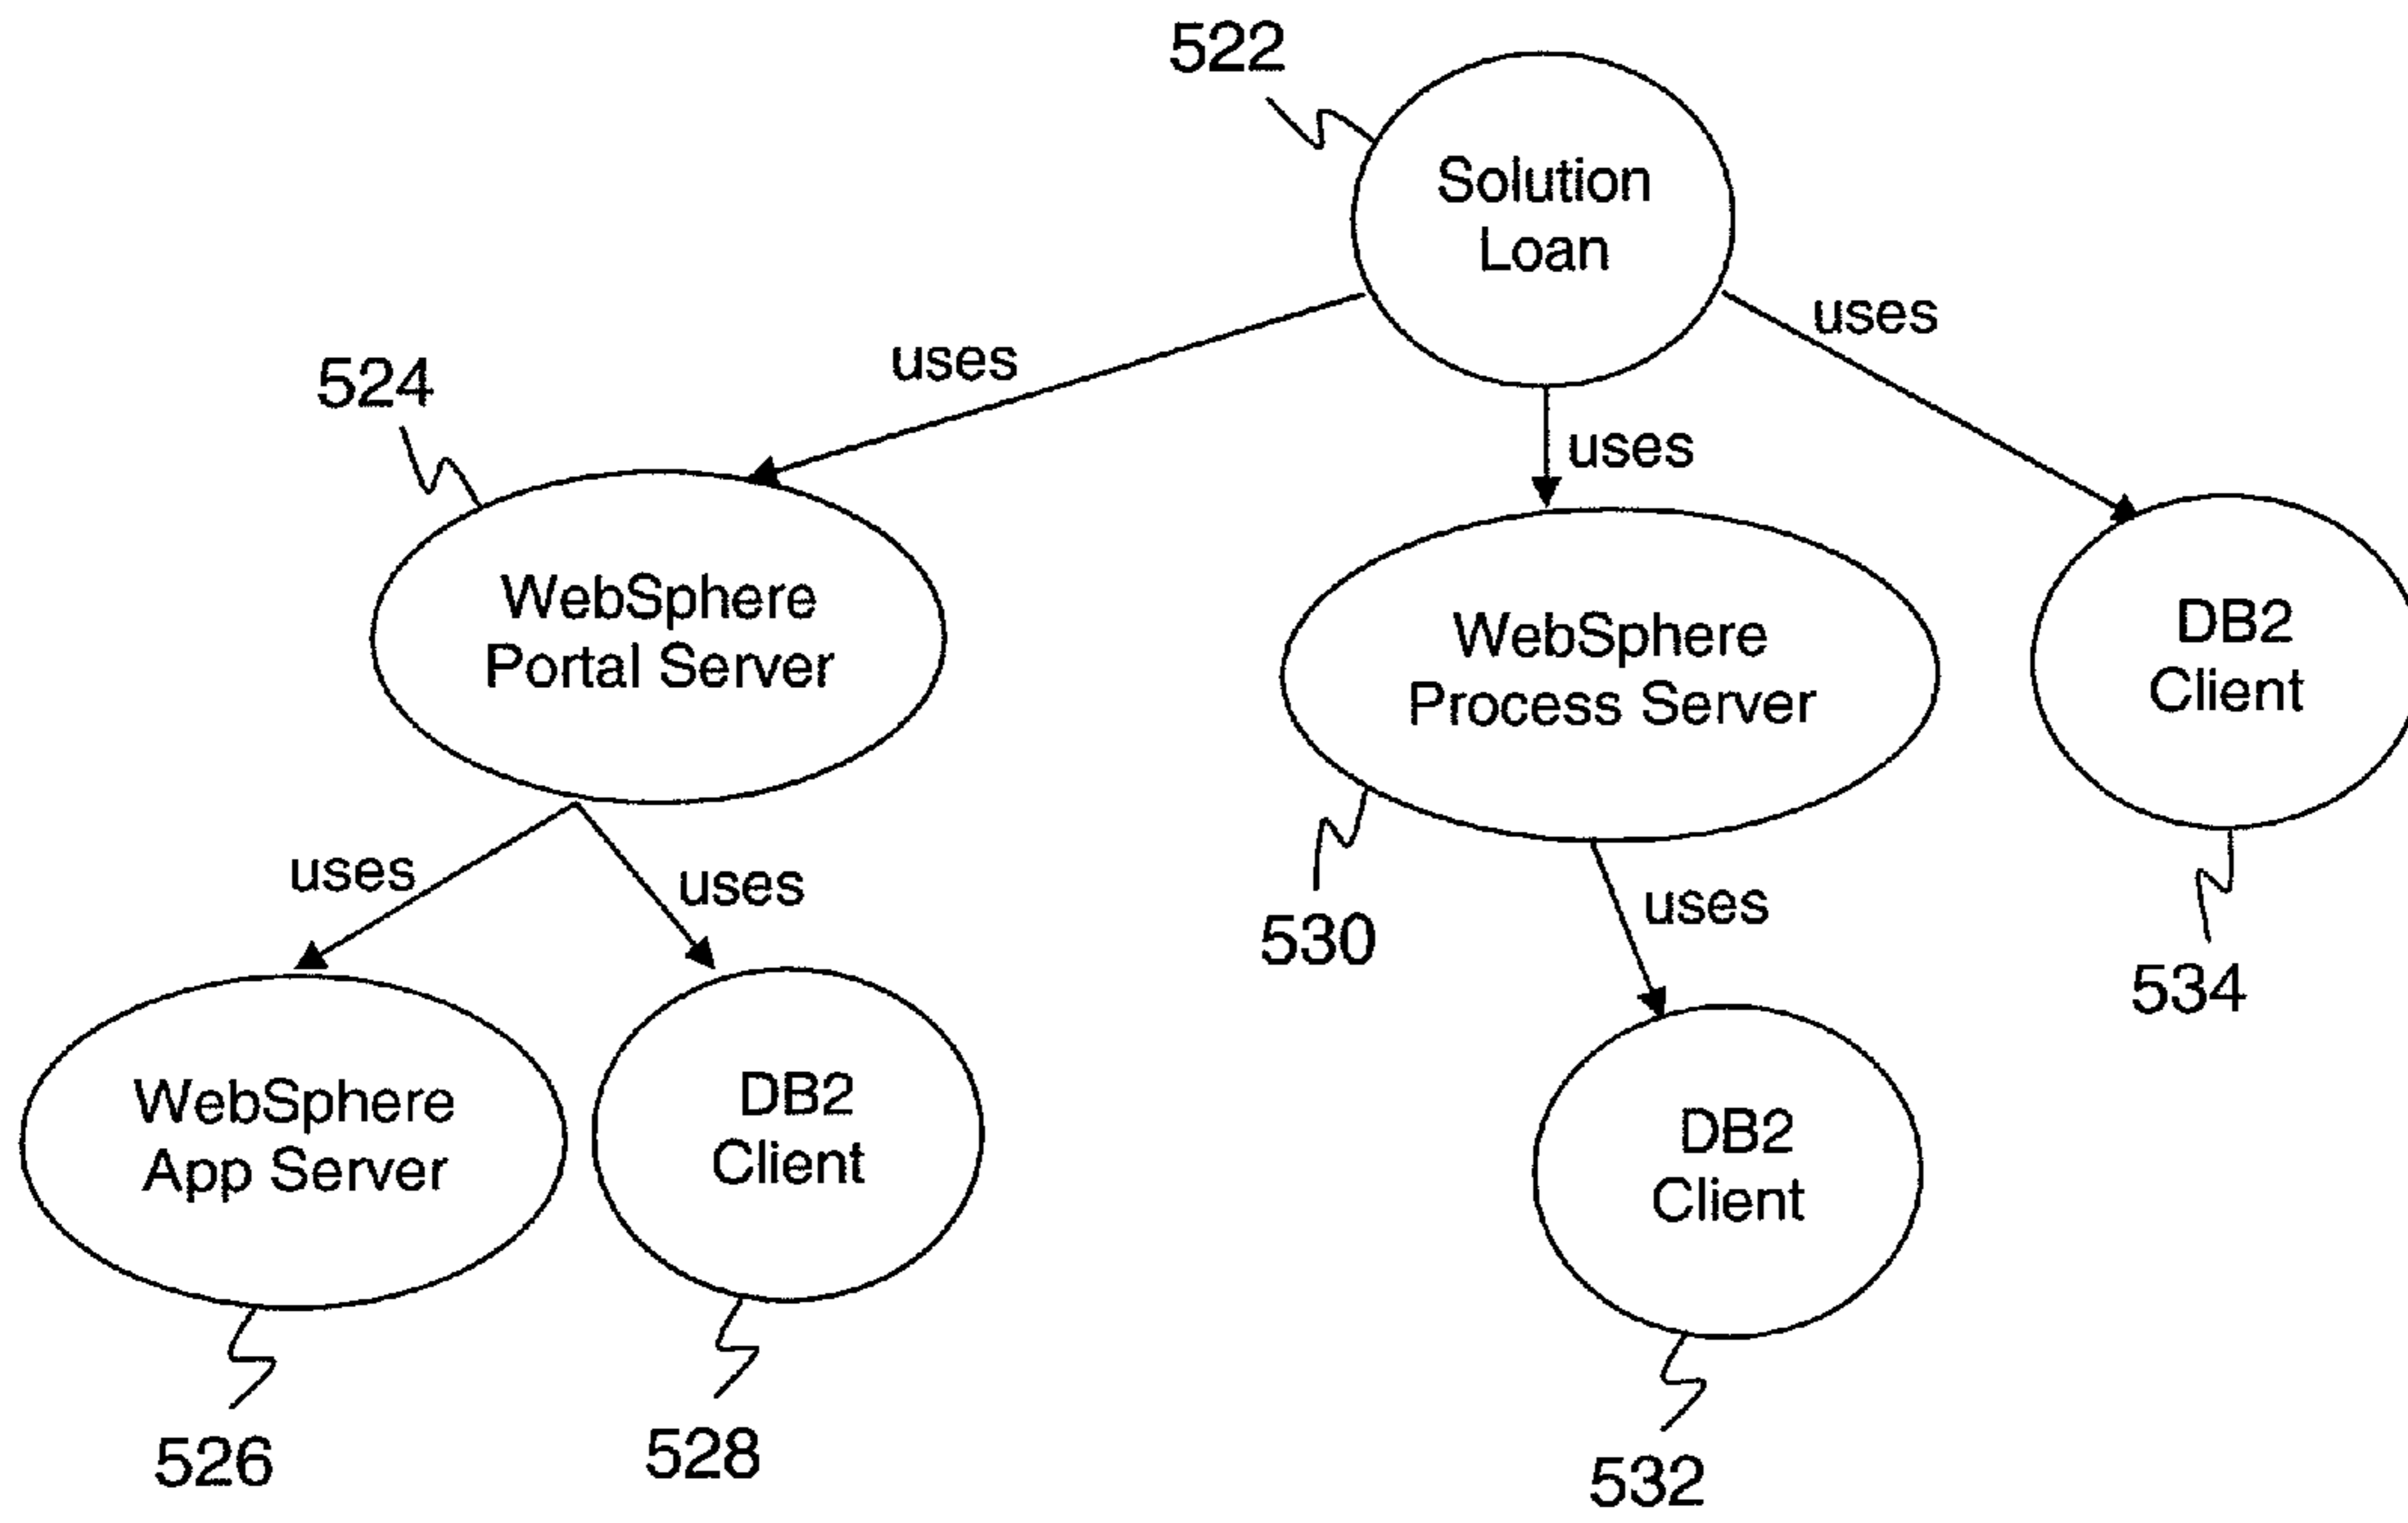 522
Solution
Loan
uses
uses
uses
524
WebSphere
Portal Server
WebSphere
Process Server
DB2
Client
uses
uses
uses
530
534
WebSphere
App Server
DB2
Client
DB2
Client
526
528
532